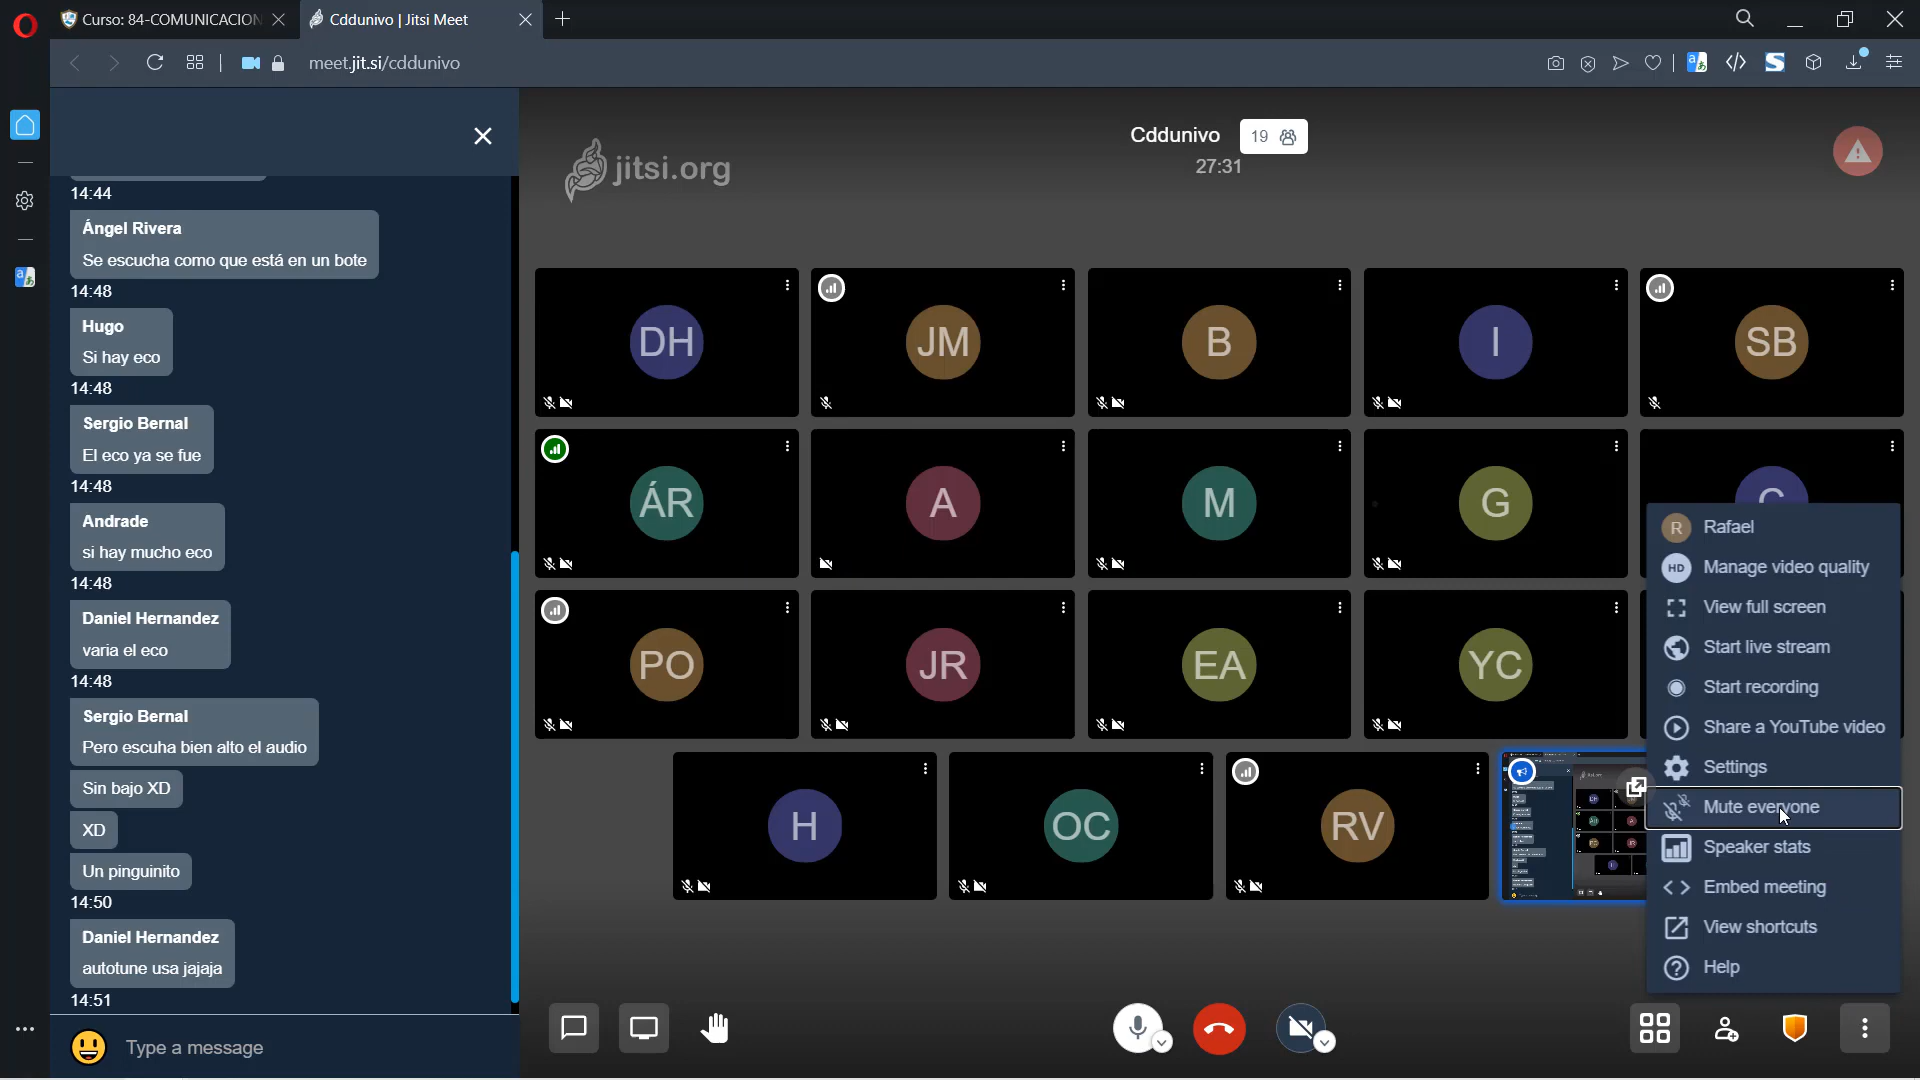 Curso: 84-COMUNICACION
Cddunivo | Jitsi Meet
meet.jit.si/cddunivo
14:44
Ángel Rivera
Se escucha como que está en un bote
14:48
Hugo
Si hay eco
14:48
Sergio Bernal
El eco ya se fue
14:48
Andrade
si hay mucho eco
14:48
Daniel Hernandez
varia el eco
14:48
Sergio Bernal
Pero escuha bien alto el audio
Sin bajo XD
XD
Un pinguinito
14:50
Daniel Hernandez
autotune usa jajaja
14:51
Type a message
jitsi.org
Cddunivo 19
27:31
DH
JM
B
I
SB
ÁR
A
M
G
C
PO
JR
EA
YC
H
OC
RV
R Rafael
HD Manage video quality
View full screen
Start live stream
Start recording
Share a YouTube video
Settings
Mute everyone
Speaker stats
Embed meeting
View shortcuts
Help